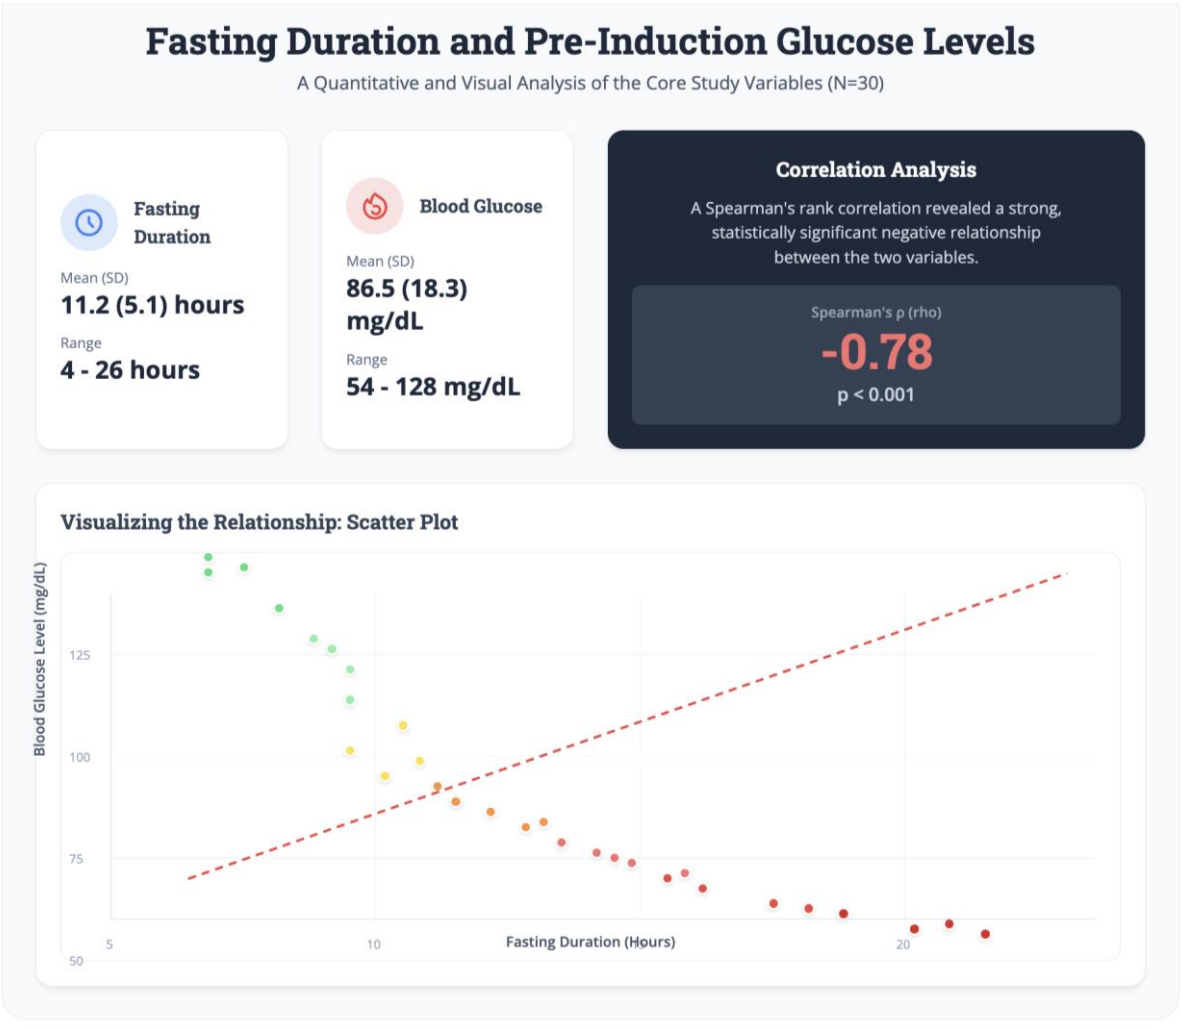 Fasting Duration and Pre-Induction Glucose Levels
A Quantitative and Visual Analysis of the Core Study Variables (N=30)
Fasting
Duration
Mean (SD)
11.2 (5.1) hours
Range
4 - 26 hours
Blood Glucose
Mean (SD)
86.5 (18.3)
mg/dL
Range
54 - 128 mg/dL
Correlation Analysis
A Spearman's rank correlation revealed a strong,
statistically significant negative relationship
between the two variables.
Spearman's ρ (rho)
-0.78
p < 0.001
Visualizing the Relationship: Scatter Plot
Blood Glucose Level (mg/dL)
125
100
75
50
5
10
20
Fasting Duration (Hours)